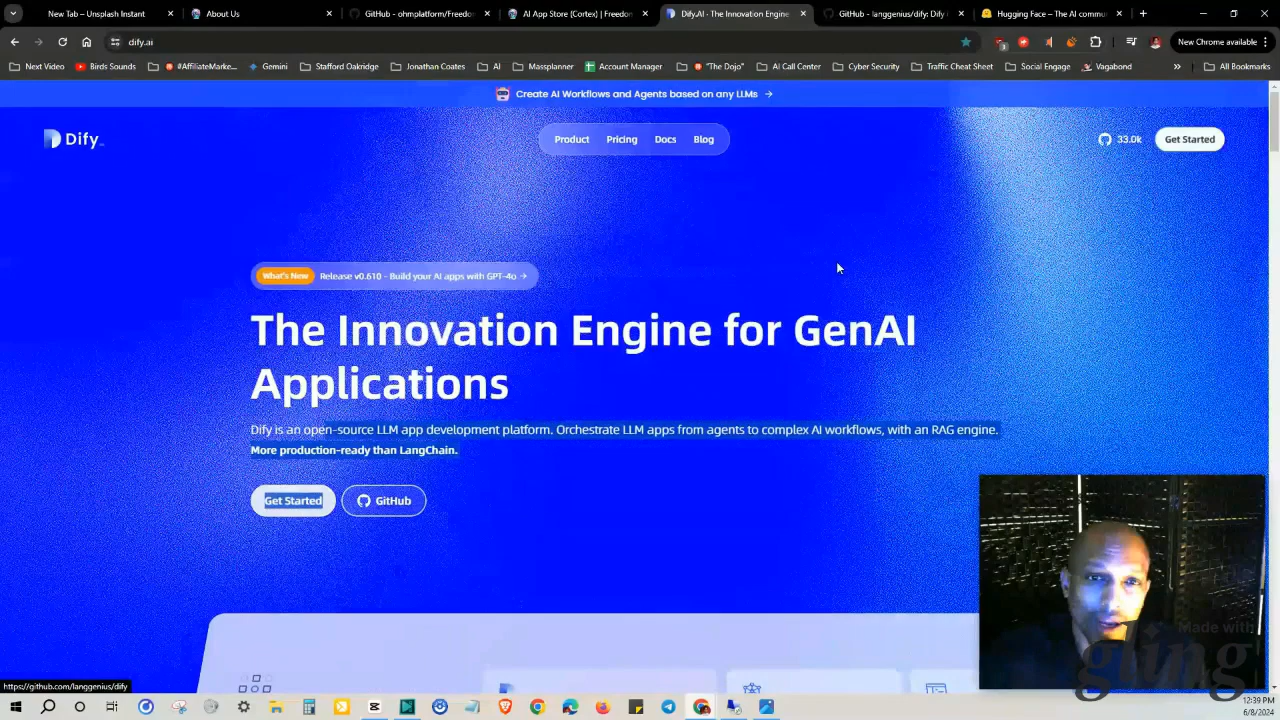 New Tab – Unsplash Instant
About Us
GitHub - ohmplatform/Freedo
AI App Store (Cortex) | Freedon
Dify.AI · The Innovation Engine
GitHub - langgenius/dify: Dify
Hugging Face – The AI commu
dify.ai
New Chrome available
Next Video
Birds Sounds
#AffiliateMarke...
Gemini
Stafford Oakridge
Jonathan Coates
AI
Massplanner
Account Manager
"The Dojo"
AI Call Center
Cyber Security
Traffic Cheat Sheet
Social Engage
Vagabond
»
All Bookmarks
Create AI Workflows and Agents based on any LLMs →
Dify
Product
Pricing
Docs
Blog
33.0k
Get Started
What's New
Release v0.610 - Build your AI apps with GPT-4o →
The Innovation Engine for GenAI
Applications
Dify is an open-source LLM app development platform. Orchestrate LLM apps from agents to complex AI workflows, with an RAG engine.
More production-ready than LangChain.
Get Started
GitHub
Made with
gling
https://github.com/langgenius/dify
12:39 PM
6/8/2024